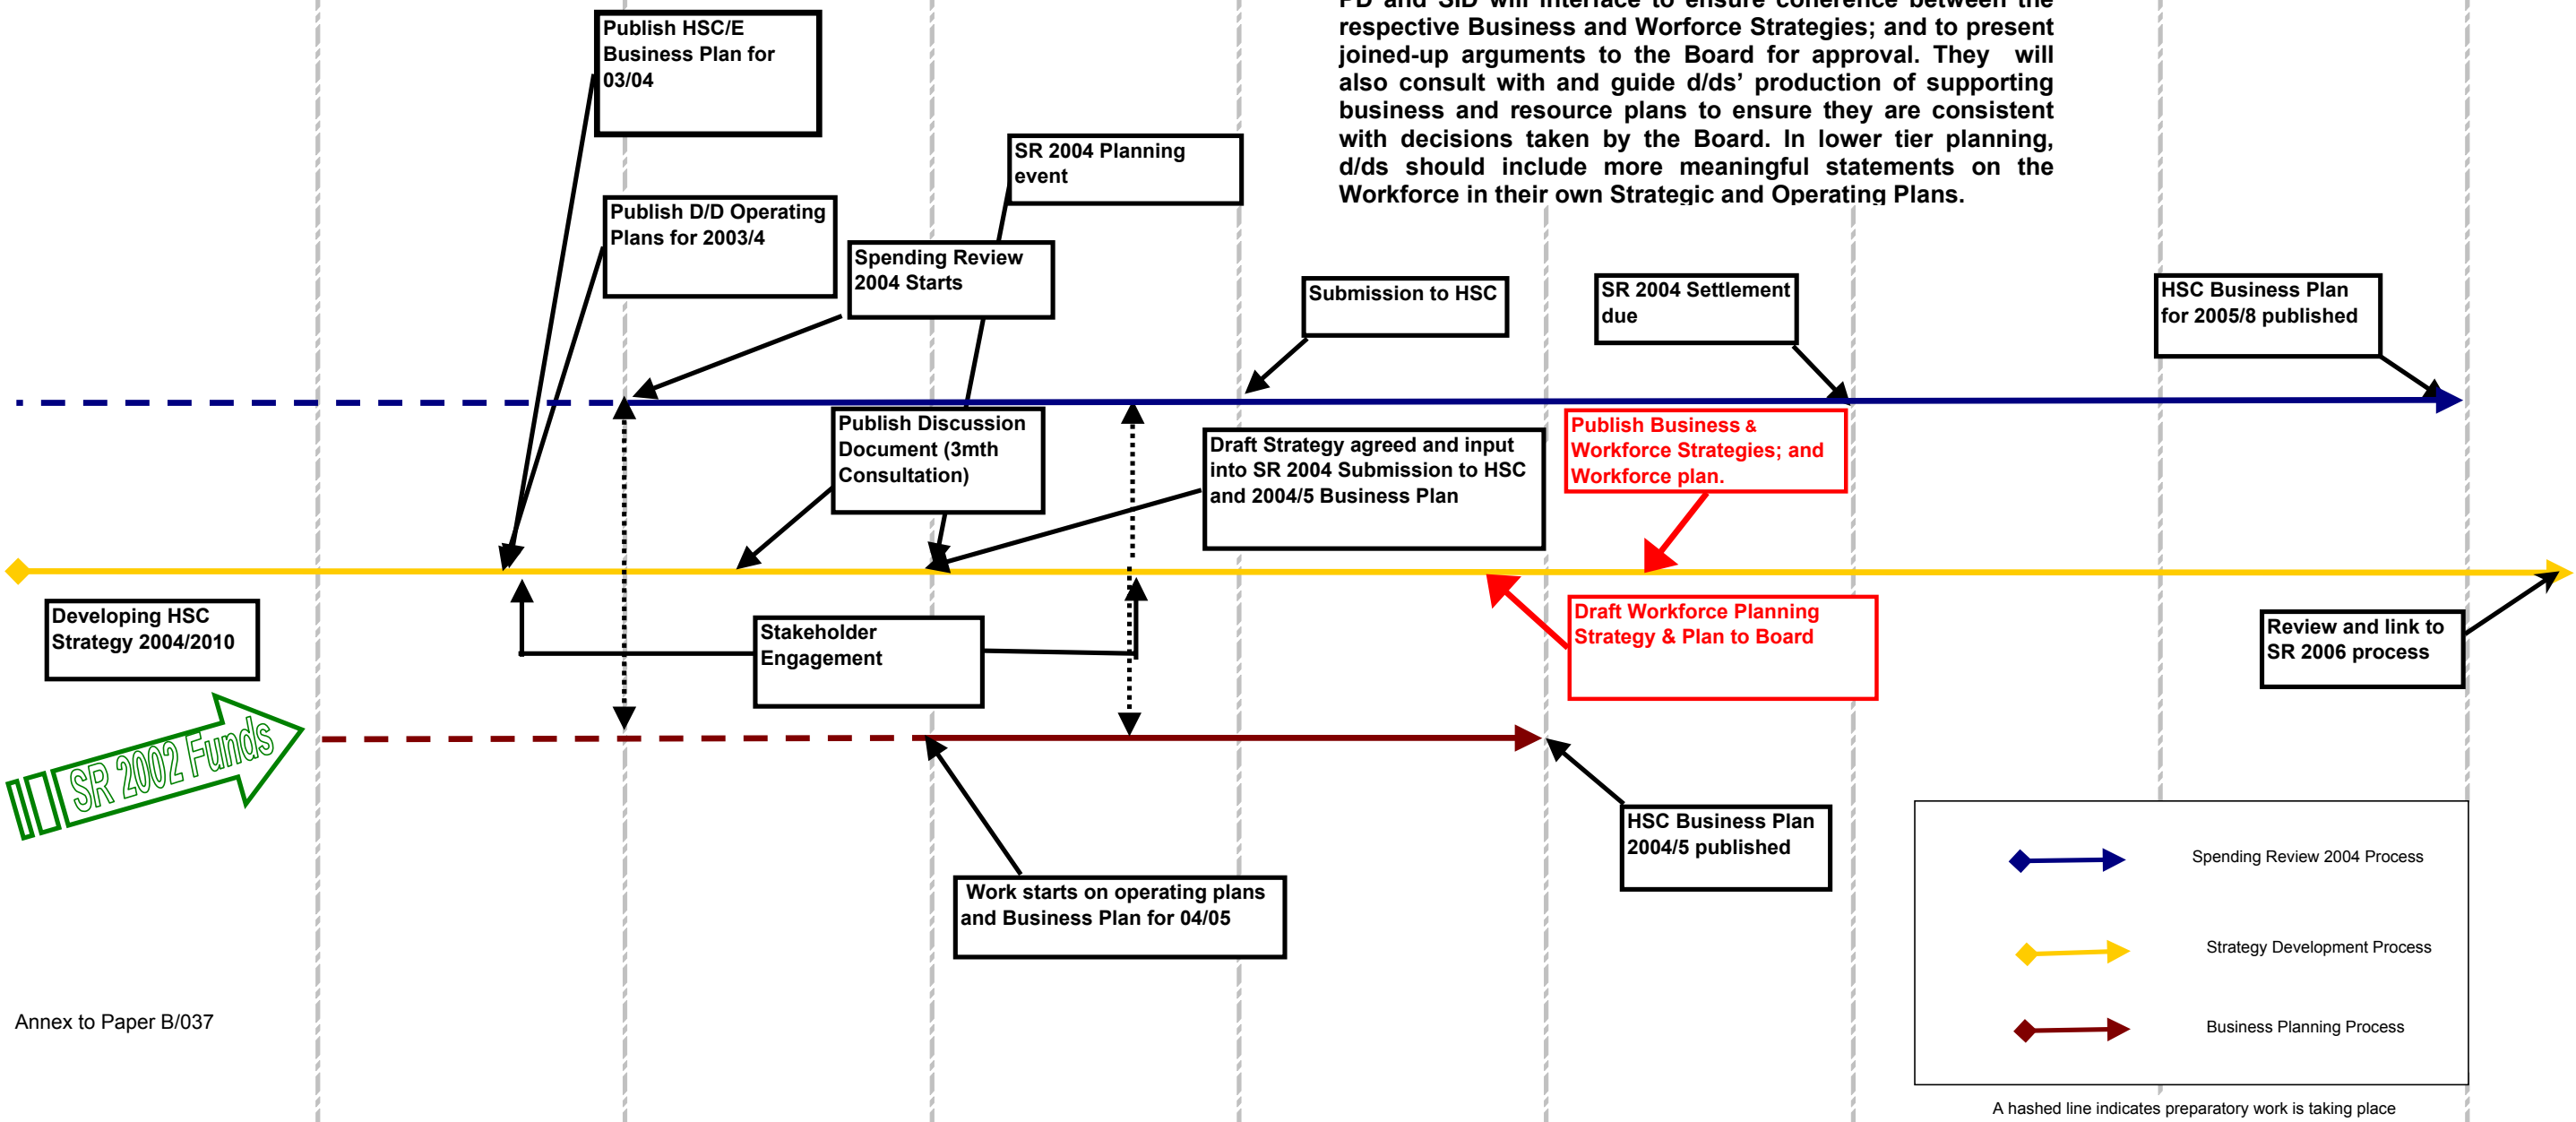 PD and SID will interface to ensure coherence between the
respective Business and Worforce Strategies; and to present
joined-up arguments to the Board for approval. They will
also consult with and guide d/ds’ production of supporting
business and resource plans to ensure they are consistent
with decisions taken by the Board. In lower tier planning,
d/ds should include more meaningful statements on the
Workforce in their own Strategic and Operating Plans.
Publish HSC/E
Business Plan for
03/04
SR 2004 Planning
event
Publish D/D Operating
Plans for 2003/4
Spending Review
2004 Starts
Submission to HSC
SR 2004 Settlement
due
HSC Business Plan
for 2005/8 published
Publish Discussion
Document (3mth
Consultation)
Draft Strategy agreed and input
into SR 2004 Submission to HSC
and 2004/5 Business Plan
Publish Business &
Workforce Strategies; and
Workforce plan.
Developing HSC
Strategy 2004/2010
Stakeholder
Engagement
Draft Workforce Planning
Strategy & Plan to Board
Review and link to
SR 2006 process
SR 2002 Funds
HSC Business Plan
2004/5 published
Work starts on operating plans
and Business Plan for 04/05
Spending Review 2004 Process
Strategy Development Process
Business Planning Process
Annex to Paper B/037
A hashed line indicates preparatory work is taking place